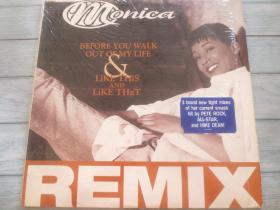 Monica
BEFORE YOU WALK
OUT OF MY LIFE
&
LiKE THiS
AND
LiKE THaT
3 brand new tight mixes
of her current smash
hit by PETE ROCK,
ALL-STAR,
and MIKE DEAN!
REMIX